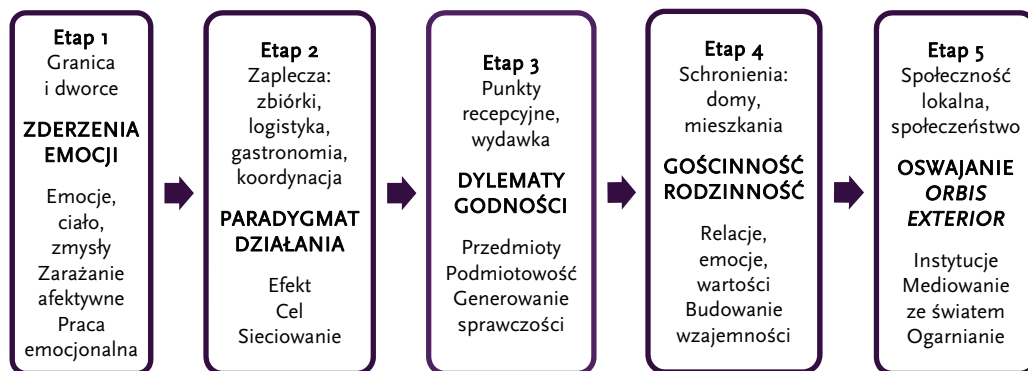 Etap 1
Granica
i dworce
ZDERZENIA
EMOCJI
Emocje,
ciało,
zmysły
Zarażanie
afektywne
Praca
emocjonalna
Etap 2
Zaplecza:
zbiórki,
logistyka,
gastronomia,
koordynacja
PARADYGMAT
DZIAŁANIA
Efekt
Cel
Sieciowanie
Etap 3
Punkty
recepcyjne,
wydawka
DYLEMATY
GODNOŚCI
Przedmioty
Podmiotowość
Generowanie
sprawczości
Etap 4
Schronienia:
domy,
mieszkania
GOŚCINNOŚĆ
RODZINNOŚĆ
Relacje,
emocje,
wartości
Budowanie
wzajemności
Etap 5
Społeczność
lokalna,
społeczeństwo
OSWAJANIE
ORBIS
EXTERIOR
Instytucje
Mediowanie
ze światem
Ogarnianie